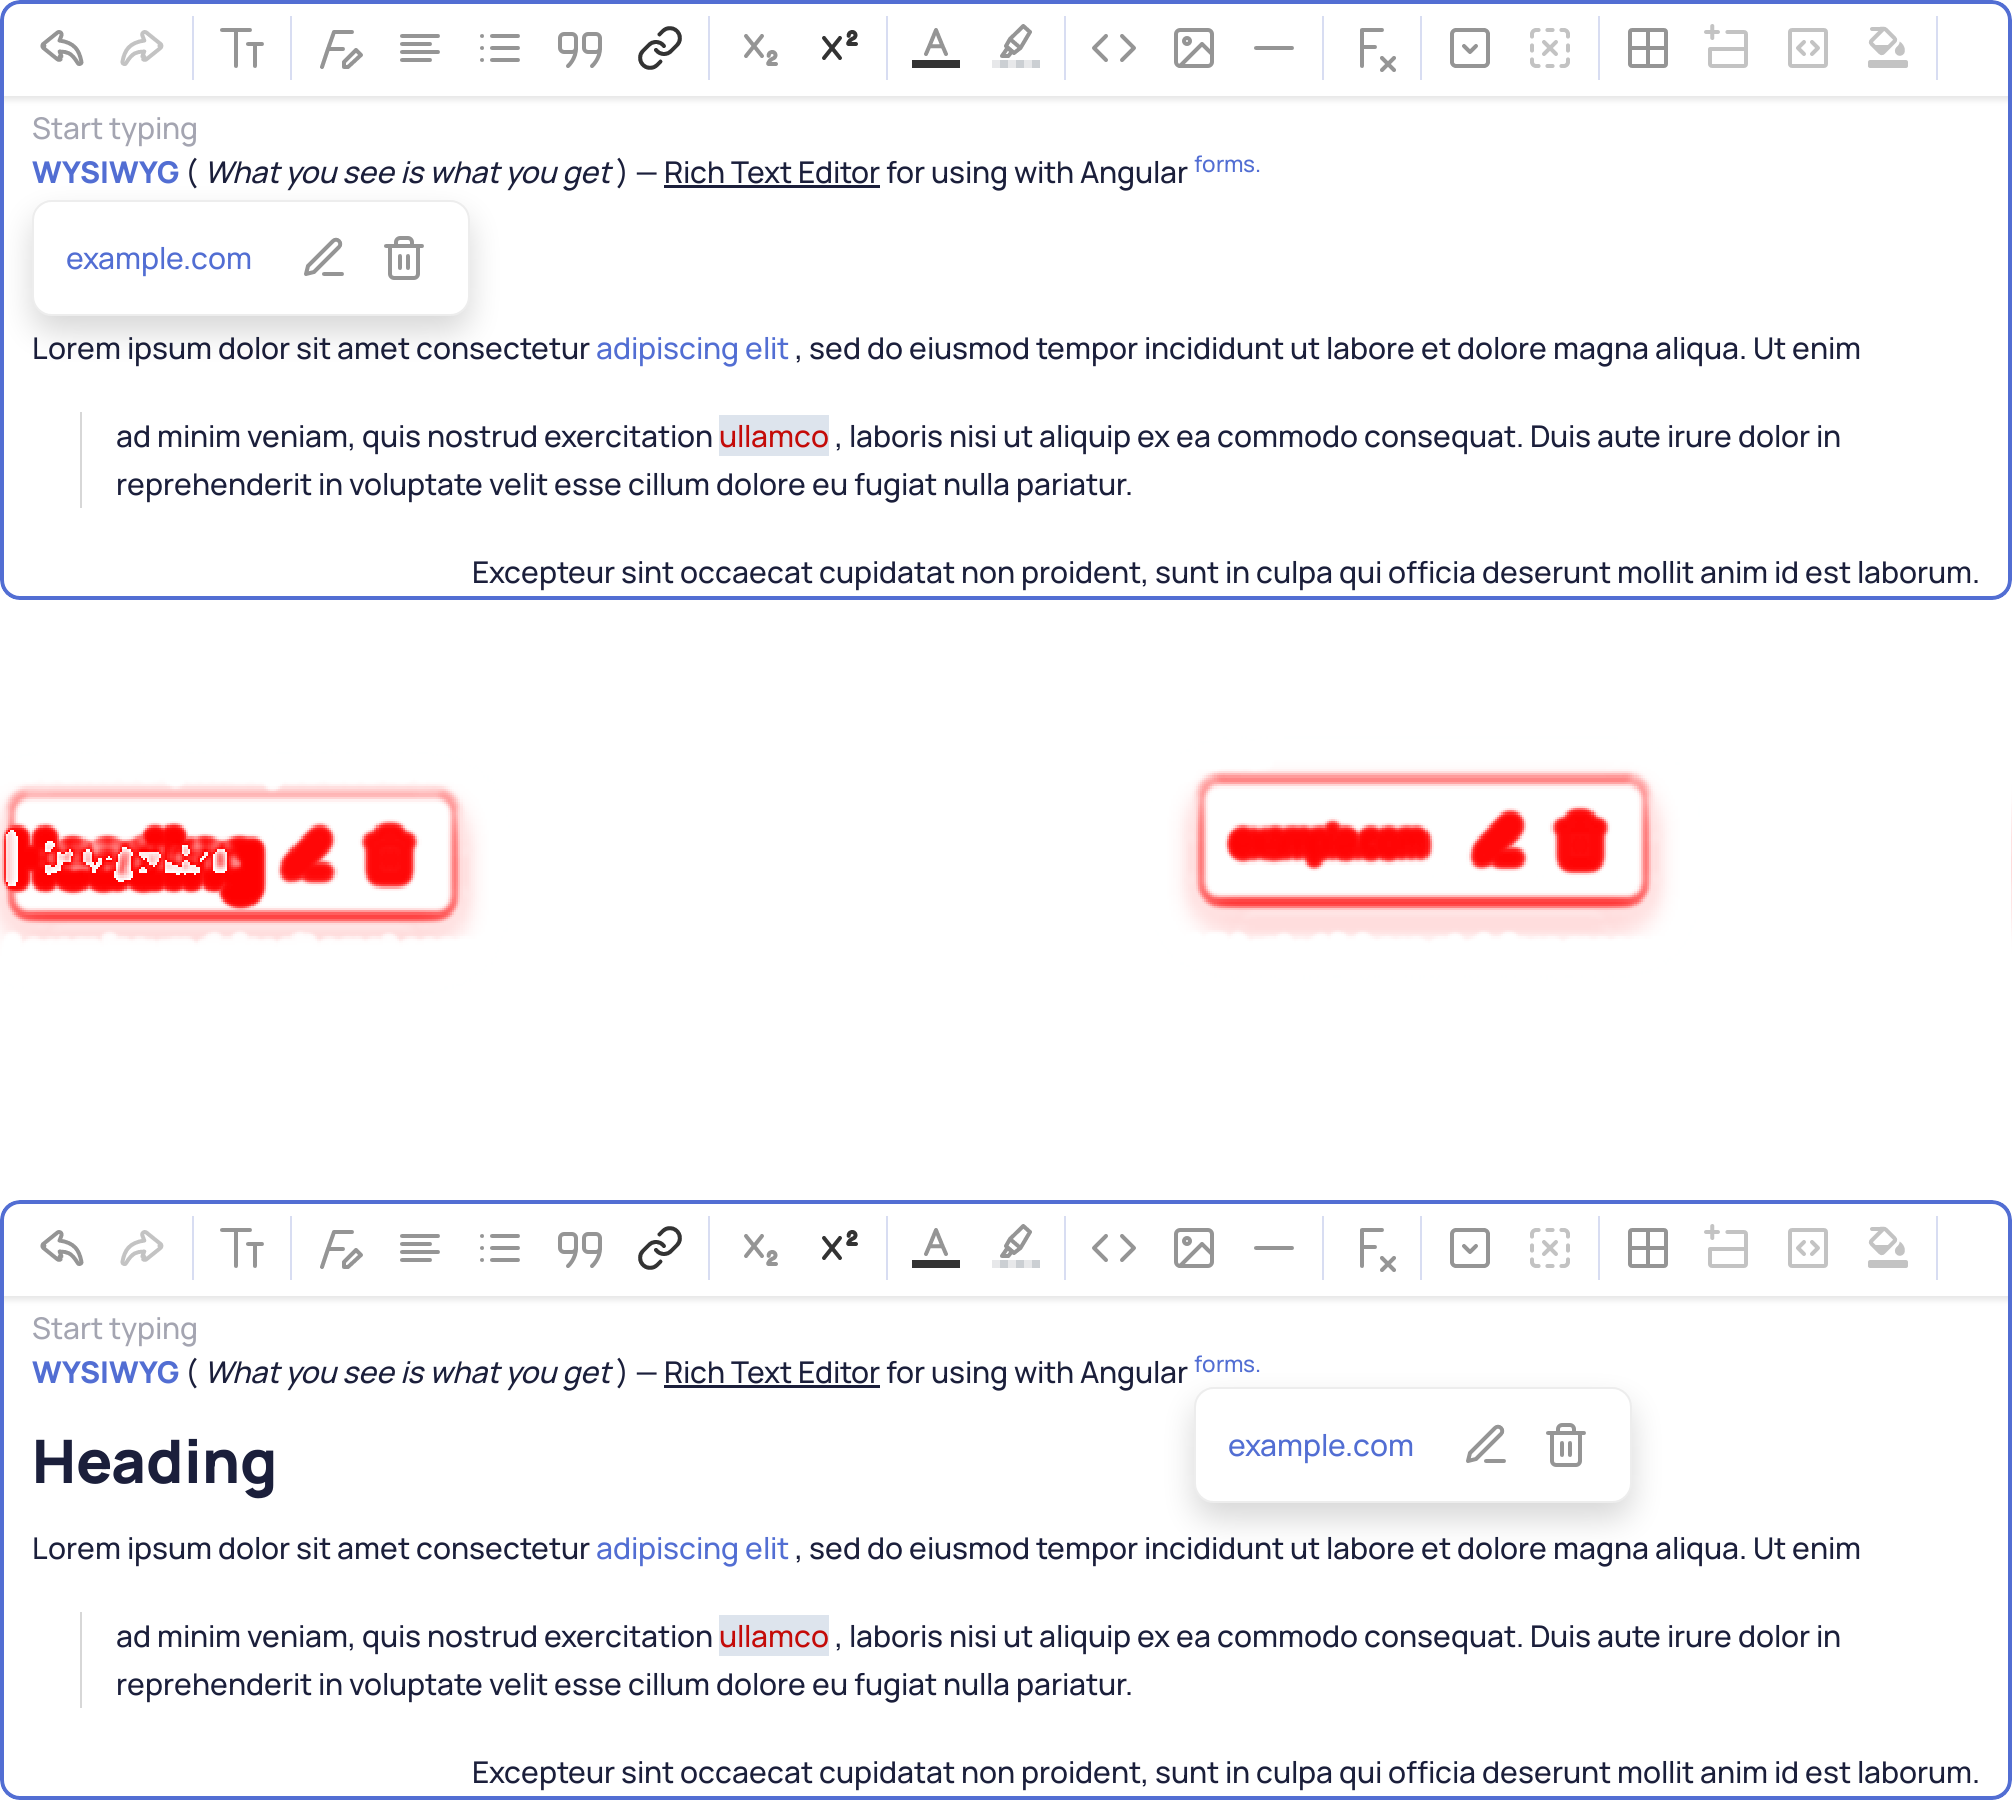 Start typing
WYSIWYG ( What you see is what you get ) — Rich Text Editor for using with Angular forms.
example.com
Lorem ipsum dolor sit amet consectetur adipiscing elit , sed do eiusmod tempor incididunt ut labore et dolore magna aliqua. Ut enim
ad minim veniam, quis nostrud exercitation ullamco , laboris nisi ut aliquip ex ea commodo consequat. Duis aute irure dolor in
reprehenderit in voluptate velit esse cillum dolore eu fugiat nulla pariatur.
Excepteur sint occaecat cupidatat non proident, sunt in culpa qui officia deserunt mollit anim id est laborum.
Start typing
WYSIWYG ( What you see is what you get ) — Rich Text Editor for using with Angular forms.
example.com
Heading
Lorem ipsum dolor sit amet consectetur adipiscing elit , sed do eiusmod tempor incididunt ut labore et dolore magna aliqua. Ut enim
ad minim veniam, quis nostrud exercitation ullamco , laboris nisi ut aliquip ex ea commodo consequat. Duis aute irure dolor in
reprehenderit in voluptate velit esse cillum dolore eu fugiat nulla pariatur.
Excepteur sint occaecat cupidatat non proident, sunt in culpa qui officia deserunt mollit anim id est laborum.